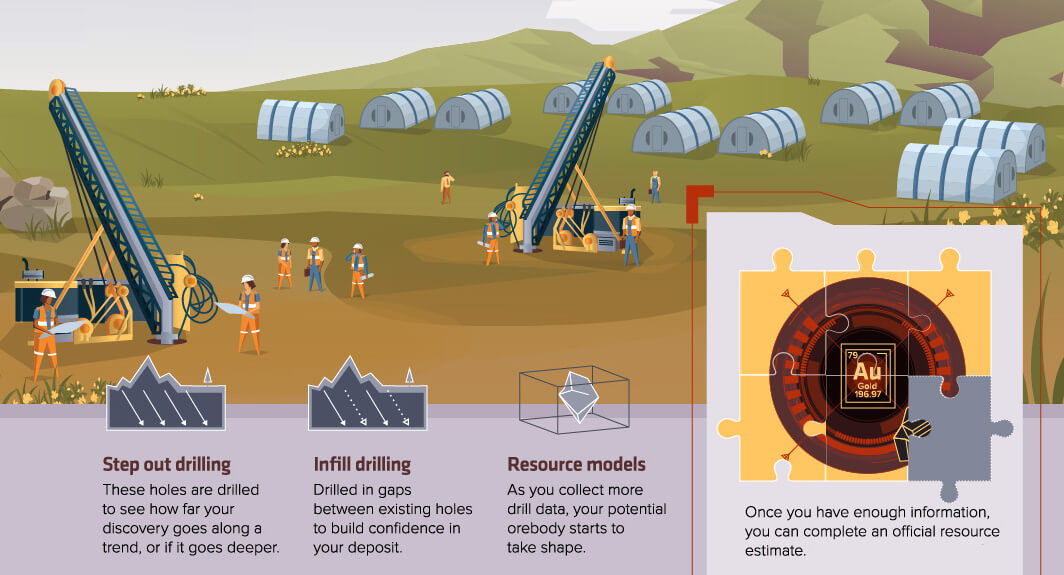 79
Au
Gold
196.97
Step out drilling
These holes are drilled
to see how far your
discovery goes along a
trend, or if it goes deeper.
Infill drilling
Drilled in gaps
between existing holes
to build confidence in
your deposit.
Resource models
As you collect more
drill data, your potential
orebody starts to
take shape.
Once you have enough information,
you can complete an official resource
estimate.